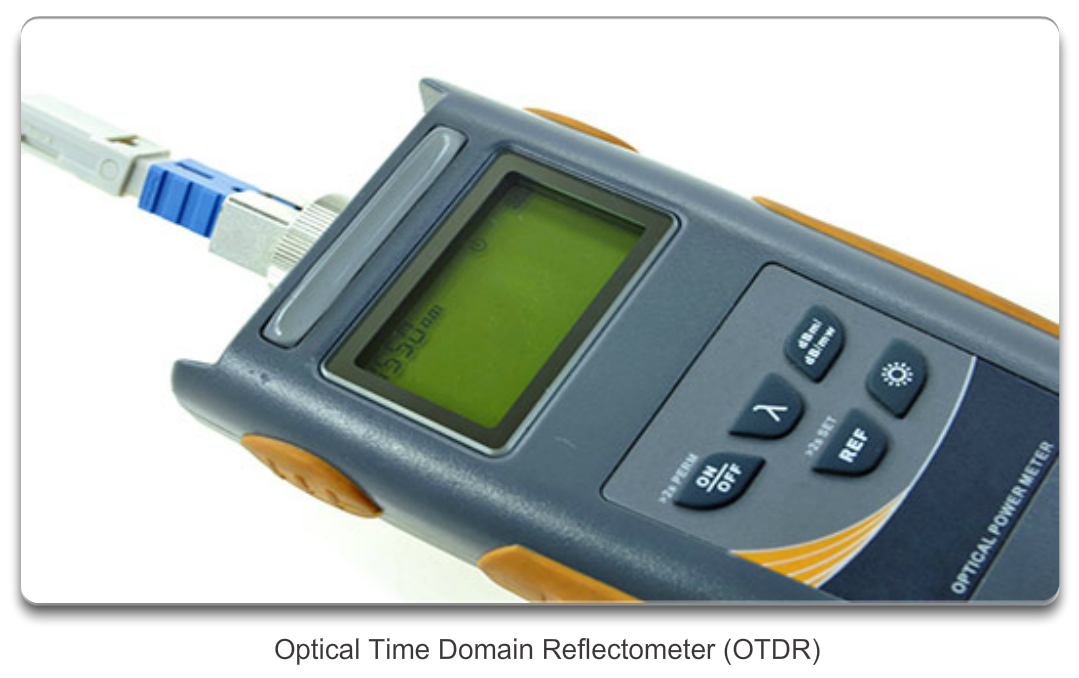 1550nm
dBm/
dB/mw
λ
>2s SET
REF
>2s PERM
ON
OFF
OPTICAL POWER METER
Optical Time Domain Reflectometer (OTDR)